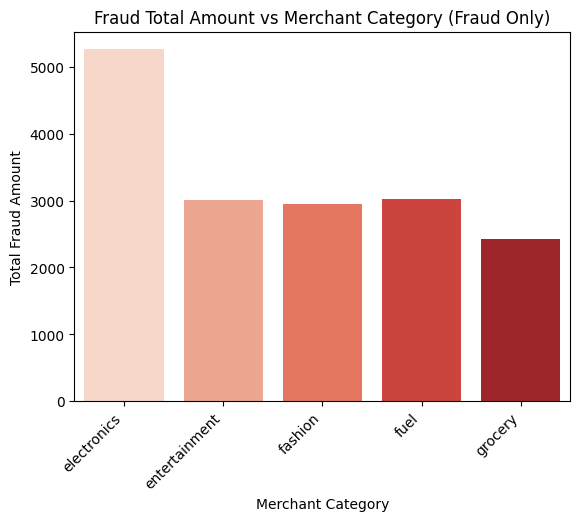 Fraud Total Amount vs Merchant Category (Fraud Only)
Total Fraud Amount
5000
4000
3000
2000
1000
0
electronics
entertainment
fashion
fuel
grocery
Merchant Category